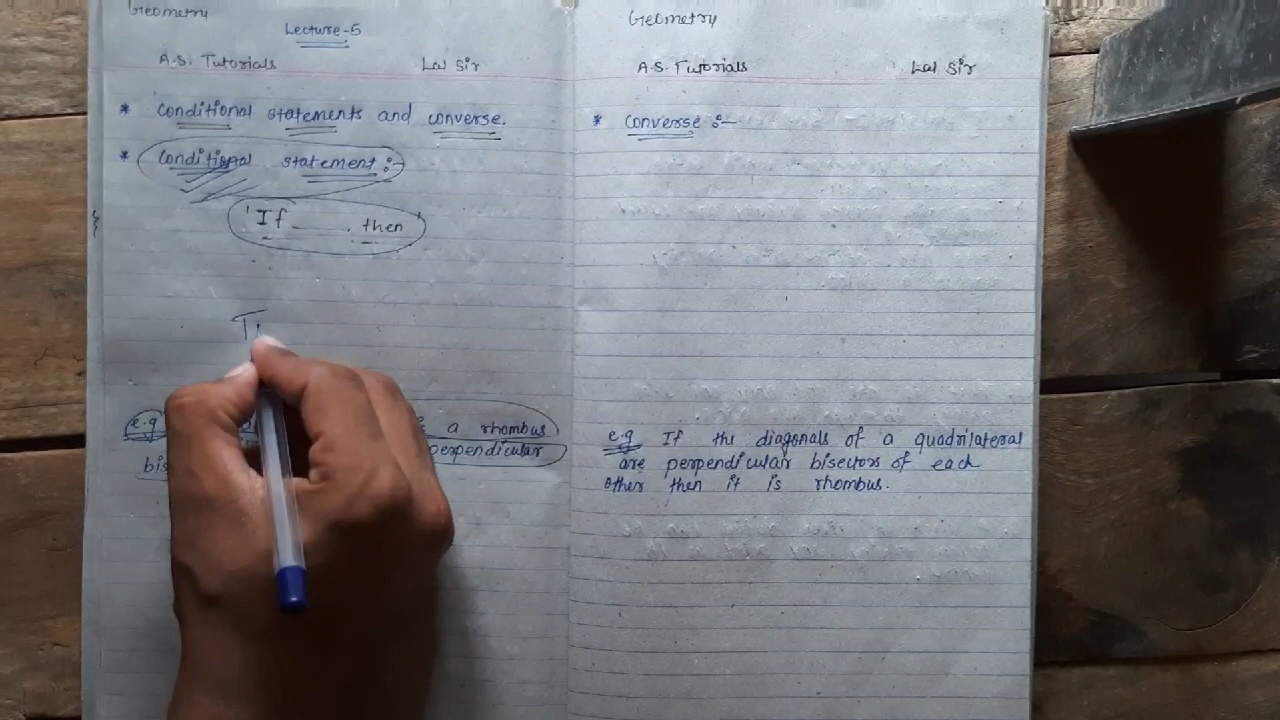 Geometry
Lecture-5
A.S. Tutorials Lal Sir
* Conditional statements and converse.
* Conditional statement :-
'If ____, then'
e.g a rhombus
perpendicular
bis
Geometry
A.S. Tutorials Lal Sir
* Converse :-
e.g If the diagonals of a quadrilateral
are perpendicular bisectors of each
other then it is rhombus.